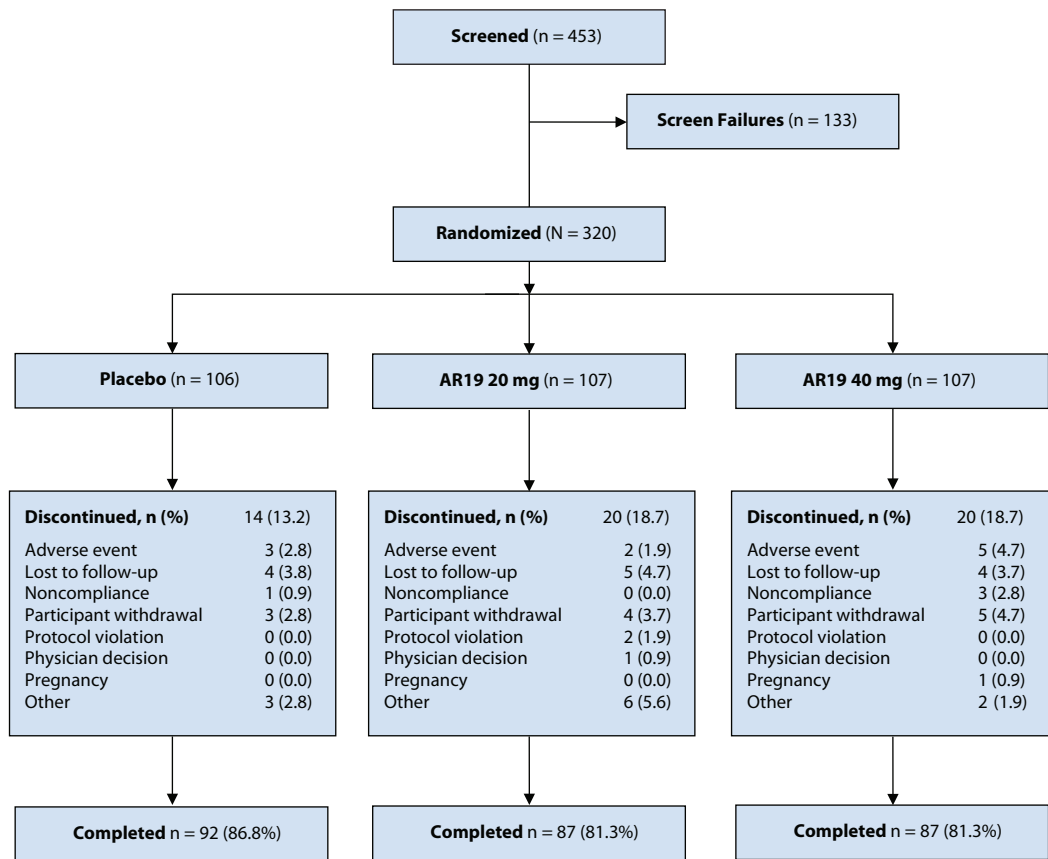 Screened (n = 453)
Screen Failures (n = 133)
Randomized (N = 320)
Placebo (n = 106)
AR19 20 mg (n = 107)
AR19 40 mg (n = 107)
Discontinued, n (%) 14 (13.2)
Adverse event 3 (2.8)
Lost to follow-up 4 (3.8)
Noncompliance 1 (0.9)
Participant withdrawal 3 (2.8)
Protocol violation 0 (0.0)
Physician decision 0 (0.0)
Pregnancy 0 (0.0)
Other 3 (2.8)
Discontinued, n (%) 20 (18.7)
Adverse event 2 (1.9)
Lost to follow-up 5 (4.7)
Noncompliance 0 (0.0)
Participant withdrawal 4 (3.7)
Protocol violation 2 (1.9)
Physician decision 1 (0.9)
Pregnancy 0 (0.0)
Other 6 (5.6)
Discontinued, n (%) 20 (18.7)
Adverse event 5 (4.7)
Lost to follow-up 4 (3.7)
Noncompliance 3 (2.8)
Participant withdrawal 5 (4.7)
Protocol violation 0 (0.0)
Physician decision 0 (0.0)
Pregnancy 1 (0.9)
Other 2 (1.9)
Completed n = 92 (86.8%)
Completed n = 87 (81.3%)
Completed n = 87 (81.3%)